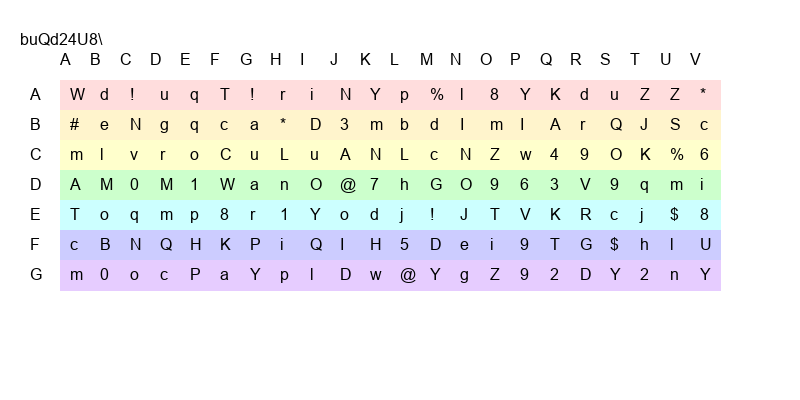 buQd24U8\
A B C D E F G H I J K L M N O P Q R S T U V
A W d ! u q T ! r i N Y p % l 8 Y K d u Z Z *
B # e N g q c a * D 3 m b d I m I A r Q J S c
C m l v r o C u L u A N L c N Z w 4 9 O K % 6
D A M 0 M 1 W a n O @ 7 h G O 9 6 3 V 9 q m i
E T o q m p 8 r 1 Y o d j ! J T V K R c j $ 8
F c B N Q H K P i Q I H 5 D e i 9 T G $ h l U
G m 0 o c P a Y p l D w @ Y g Z 9 2 D Y 2 n Y